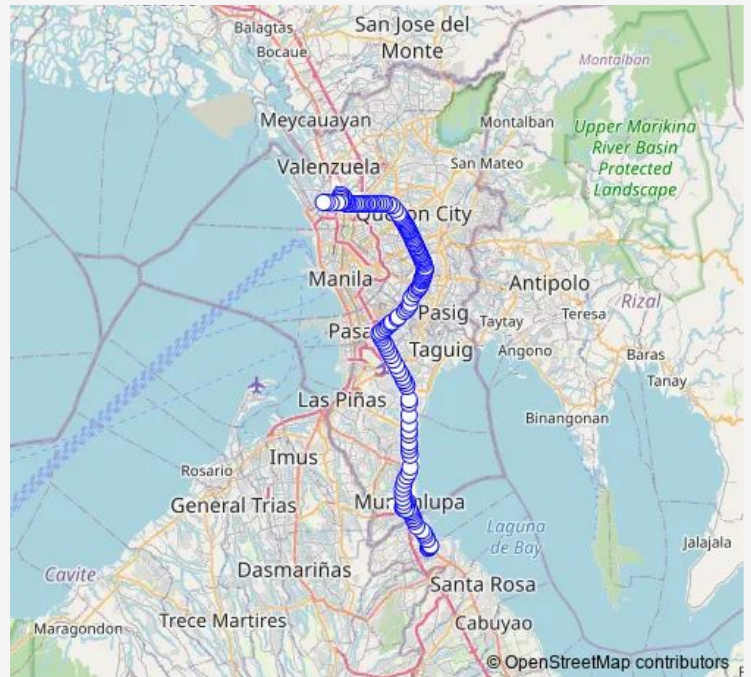 Balagtas
San Jose del
Monte
Bocaue
Montalban
Meycauayan
Montalban
Upper Marikina
River Basin
Protected
Landscape
Valenzuela
San Mateo
Quezon City
Manila
Antipolo
Rizal
Pasig
Taytay
Teresa
Pasa
Taguig
Angono
Baras
Tanay
Las Piñas
Binangonan
Imus
Rosario
General Trias
Muntinlupa
Laguna
de Bay
Jalajala
Cavite
Dasmariñas
Santa Rosa
Maragondon
Trece Martires
Cabuyao
© OpenStreetMap contributors